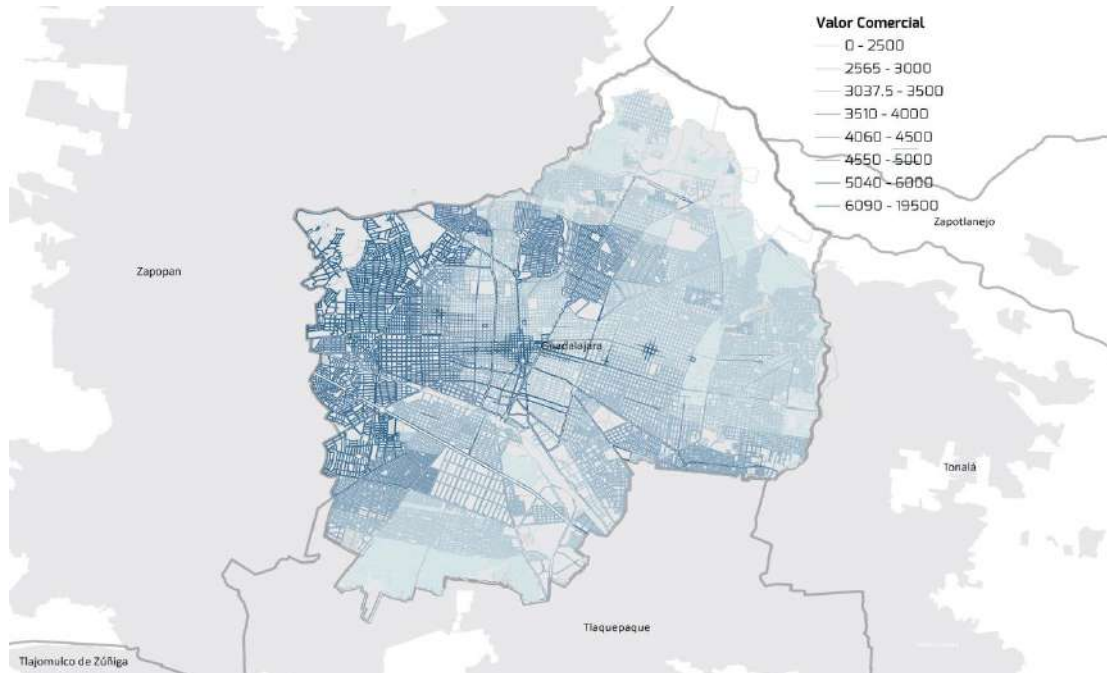 Valor Comercial
0 - 2500
2565 - 3000
3037.5 - 3500
3510 - 4000
4060 - 4500
4550 - 5000
5040 - 6000
6090 - 19500
Zapotlanejo
Zapopan
Guadalajara
Tonalá
Tlaquepaque
Tlajomulco de Zúñiga